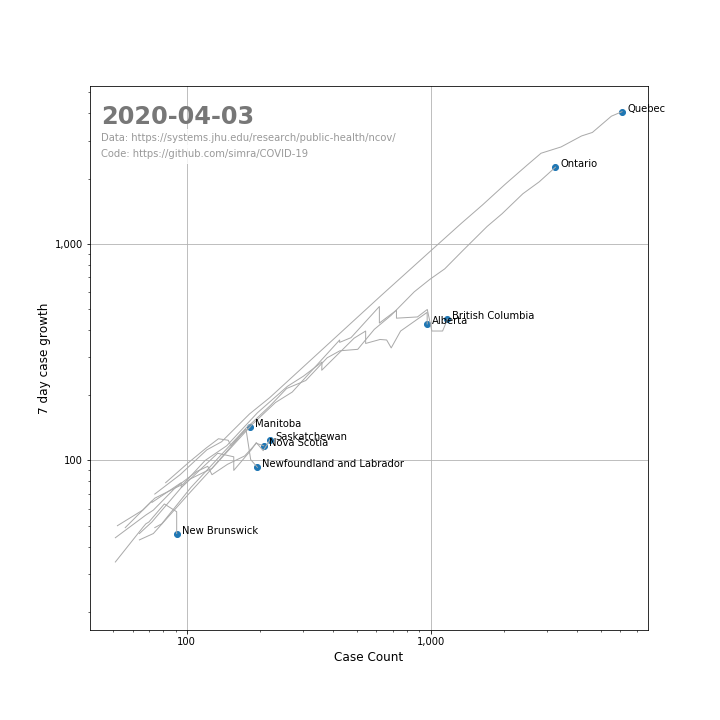 2020-04-03
Data: https://systems.jhu.edu/research/public-health/ncov/
Code: https://github.com/simra/COVID-19
Quebec
Ontario
1,000
British Columbia
Alberta
7 day case growth
Manitoba
Saskatchewan
Nova Scotia
100
Newfoundland and Labrador
New Brunswick
100
1,000
Case Count